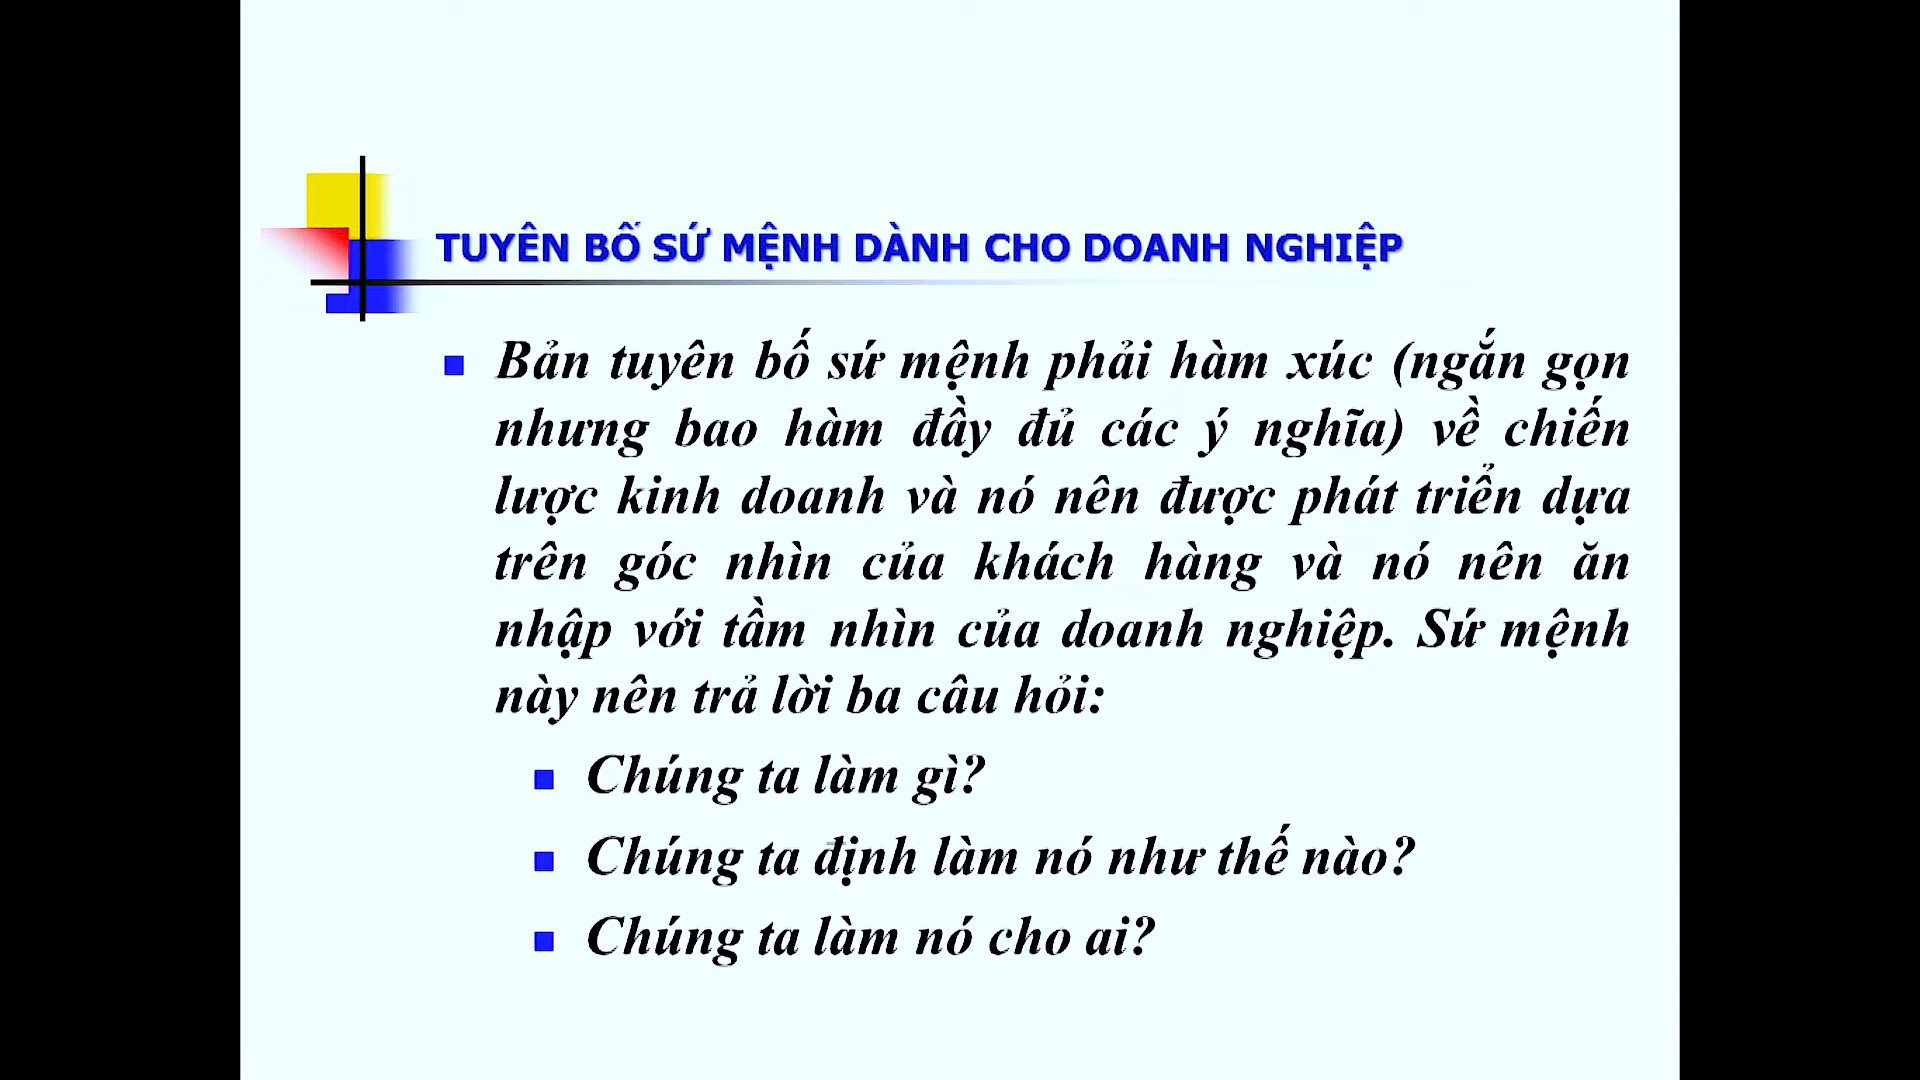 TUYÊN BỐ SỨ MỆNH DÀNH CHO DOANH NGHIỆP
Bản tuyên bố sứ mệnh phải hàm xúc (ngắn gọn
nhưng bao hàm đầy đủ các ý nghĩa) về chiến
lược kinh doanh và nó nên được phát triển dựa
trên góc nhìn của khách hàng và nó nên ăn
nhập với tầm nhìn của doanh nghiệp. Sứ mệnh
này nên trả lời ba câu hỏi:
Chúng ta làm gì?
Chúng ta định làm nó như thế nào?
Chúng ta làm nó cho ai?